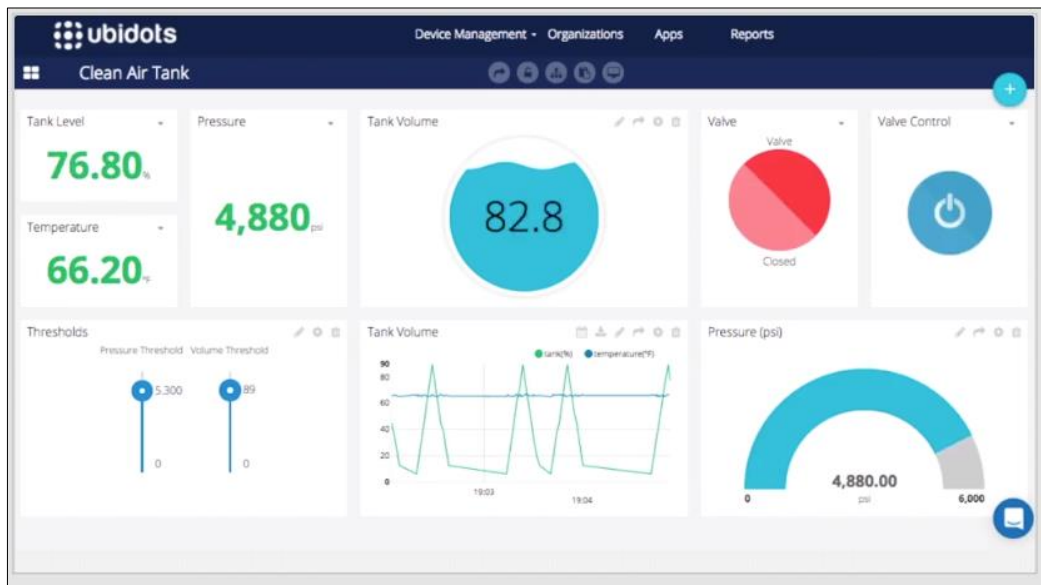 ubidots
Device Management Organizations Apps Reports
Clean Air Tank
+
Tank Level
76.80 %
Temperature
66.20 °F
Pressure
4,880 psi
Tank Volume
82.8
Valve
Valve
Closed
Valve Control
Thresholds
Pressure Threshold Volume Threshold
5.300 89
0 0
Tank Volume
tank(%) temperature(°F)
90
80
60
40
20
0
19:03 19:04
Pressure (psi)
4,880.00
psi
0 6,000